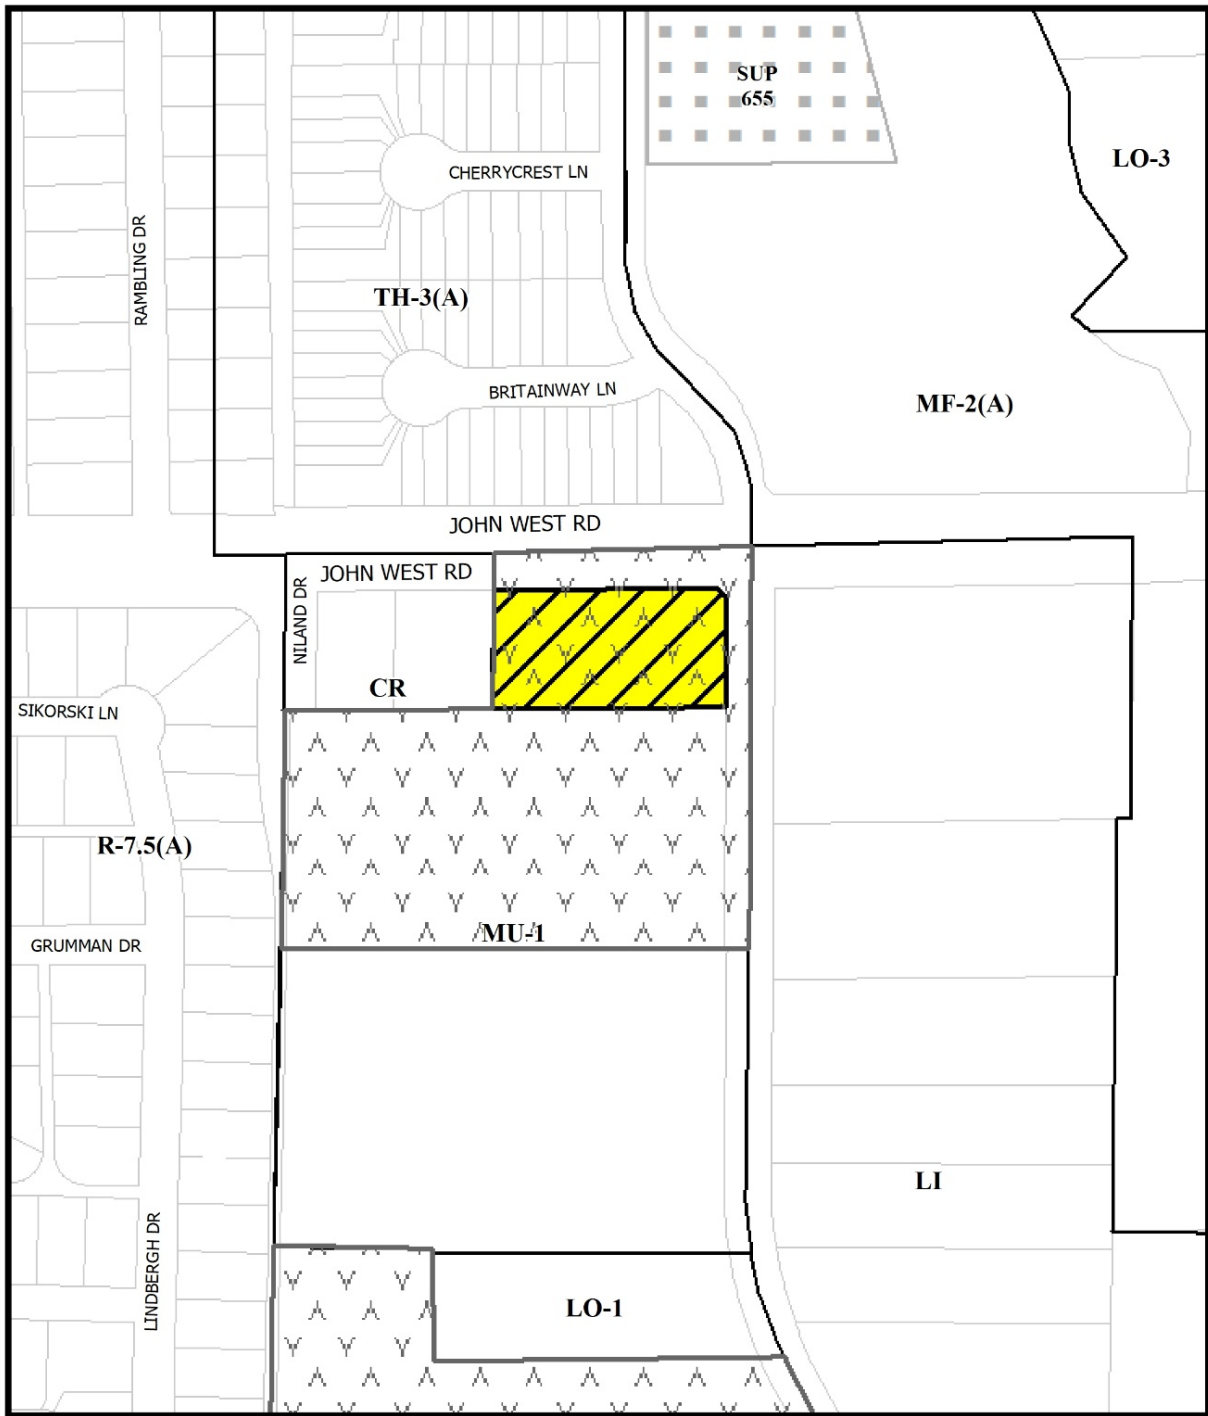 SUP
655
LO-3
CHERRYCREST LN
RAMBLING DR
TH-3(A)
BRITAINWAY LN
MF-2(A)
JOHN WEST RD
JOHN WEST RD
NILAND DR
CR
SIKORSKI LN
R-7.5(A)
MU-1
GRUMMAN DR
LI
LINDBERGH DR
LO-1